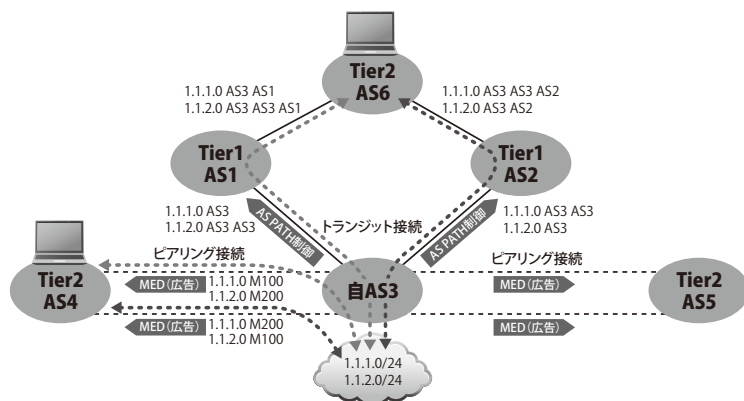 Tier2
AS6
1.1.1.0 AS3 AS1
1.1.2.0 AS3 AS3 AS1
1.1.1.0 AS3 AS3 AS2
1.1.2.0 AS3 AS2
Tier1
AS1
Tier1
AS2
1.1.1.0 AS3
1.1.2.0 AS3 AS3
AS PATH制御
トランジット接続
AS PATH制御
1.1.1.0 AS3 AS3
1.1.2.0 AS3
ピアリング接続
ピアリング接続
Tier2
AS4
MED(広告)
1.1.1.0 M100
1.1.2.0 M200
自AS3
MED(広告)
Tier2
AS5
MED(広告)
1.1.1.0 M200
1.1.2.0 M100
MED(広告)
1.1.1.0/24
1.1.2.0/24